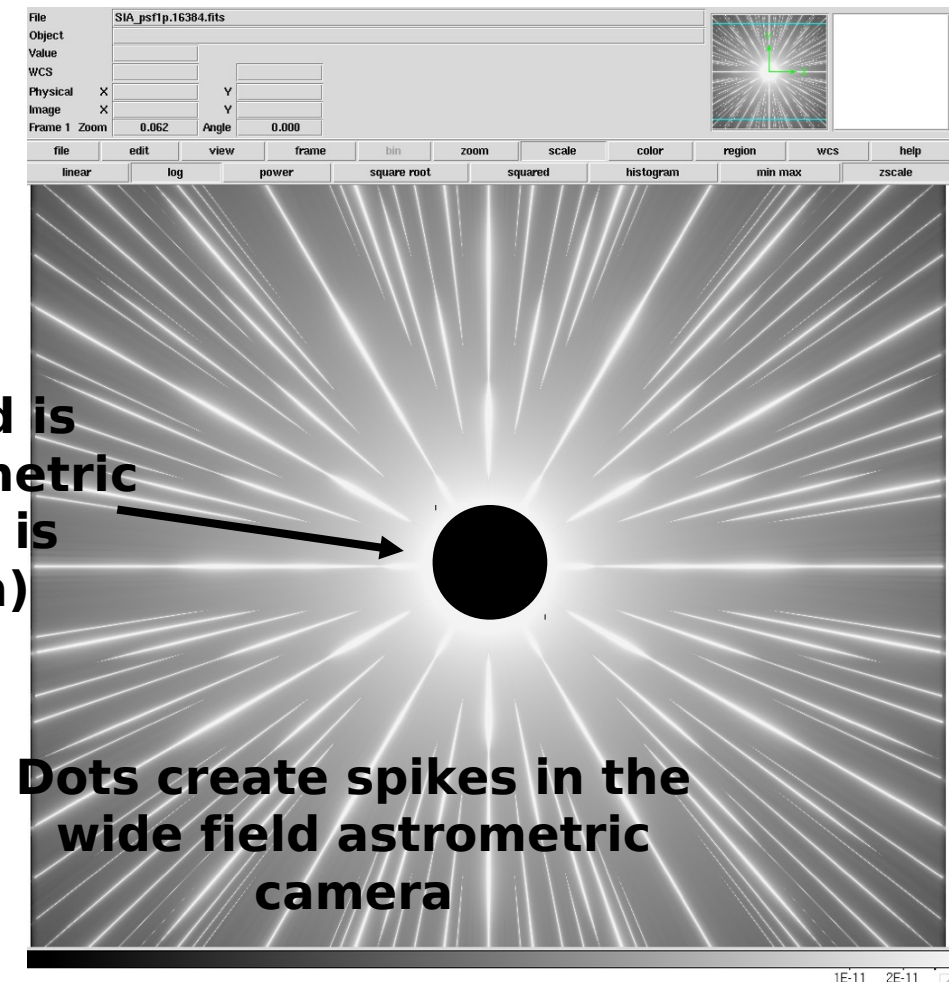 File SIA_psf1p.16384.fits
Object
Value
WCS
Physical X Y
Image X Y
Frame 1 Zoom 0.062 Angle 0.000
file edit view frame bin zoom scale color region wcs help
linear log power square root squared histogram min max zscale
is
metric
is
Dots create spikes in the
wide field astrometric
camera
1E-11 2E-11